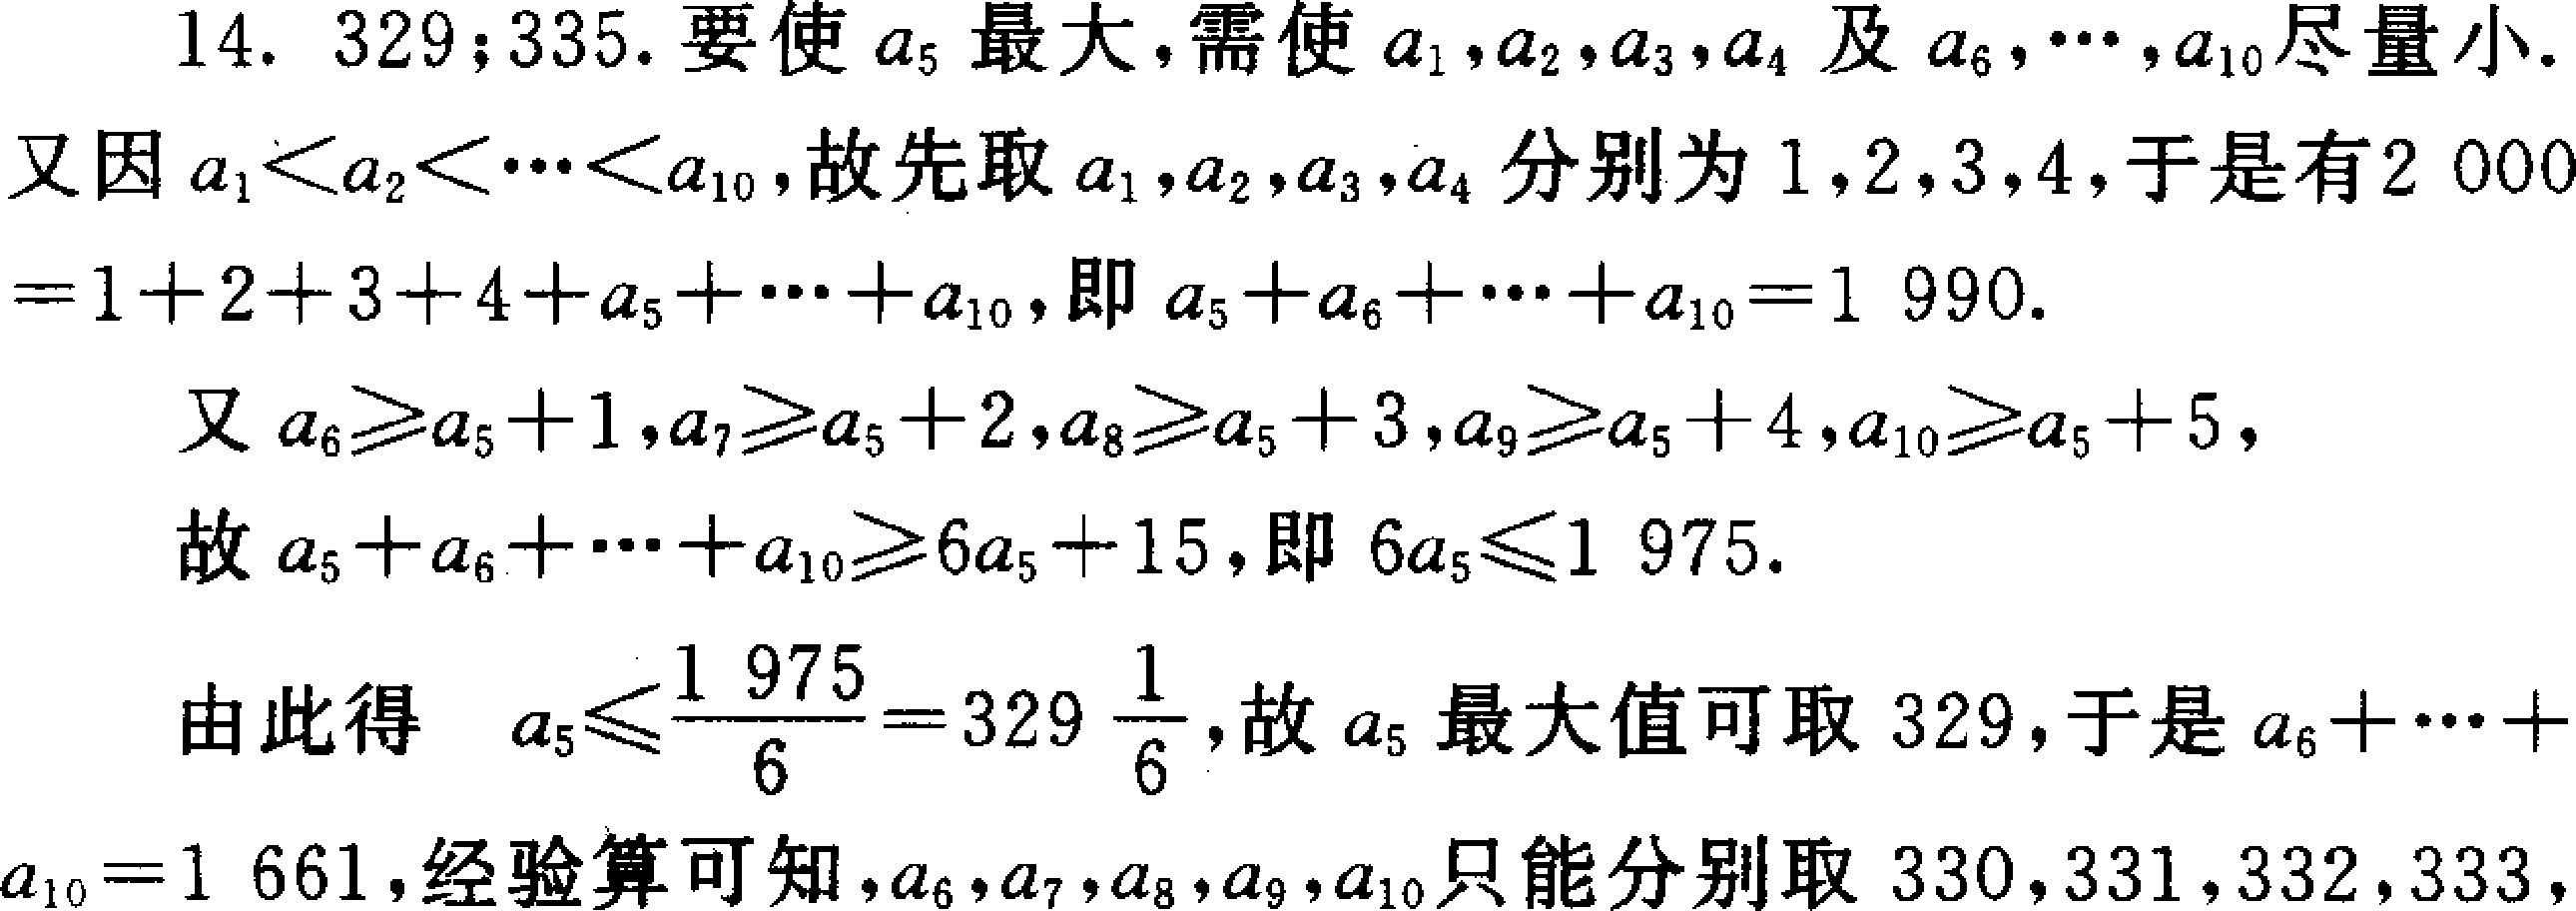 14. 329;335.要使 a₅ 最大,需使 a₁,a₂,a₃,a₄ 及 a₆,…,a₁₀尽量小.
又因 a₁<a₂<…<a₁₀,故先取 a₁,a₂,a₃,a₄ 分别为 1,2,3,4,于是有2 000
=1+2+3+4+a₅+…+a₁₀,即 a₅+a₆+…+a₁₀=1 990.
又 a₆⩾a₅+1,a₇⩾a₅+2,a₈⩾a₅+3,a₉⩾a₅+4,a₁₀⩾a₅+5,
故 a₅+a₆+…+a₁₀⩾6a₅+15,即 6a₅⩽1 975.
由此得 a₅⩽\frac{1 975}{6}=329\frac{1}{6},故 a₅ 最大值可取 329,于是 a₆+…+
a₁₀=1 661,经验算可知,a₆,a₇,a₈,a₉,a₁₀只能分别取 330,331,332,333,